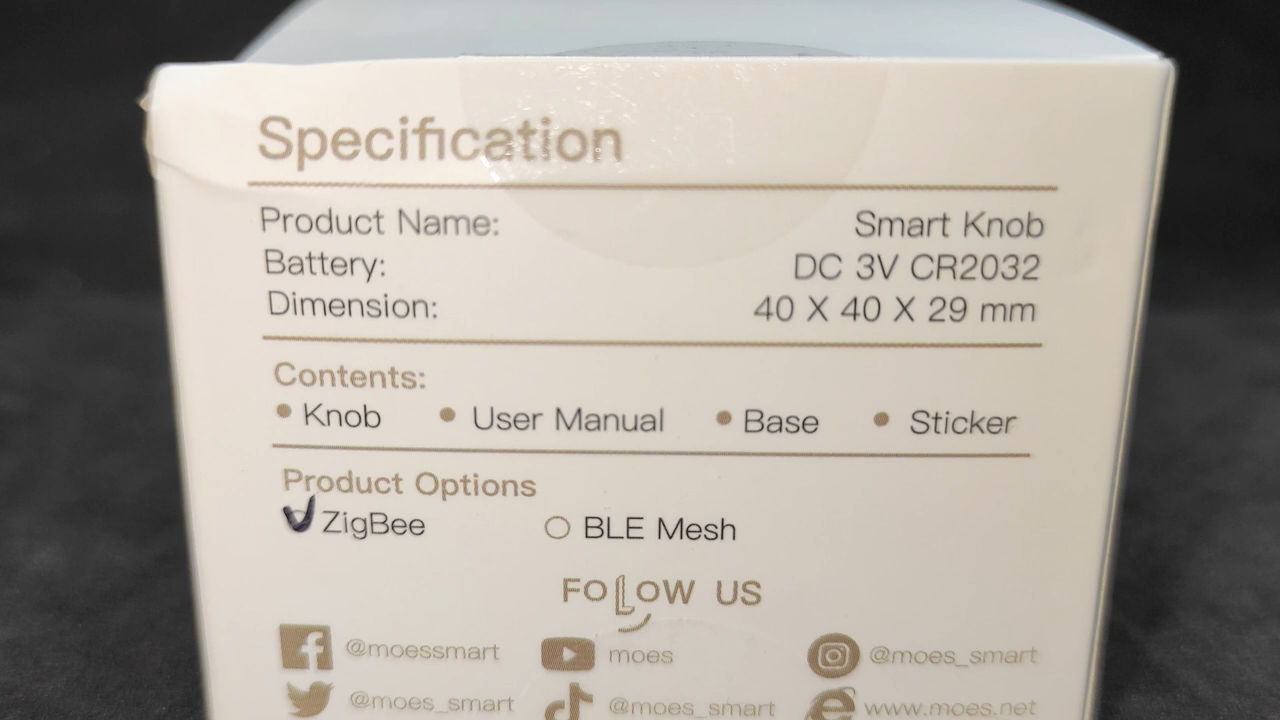 Specification
Product Name: Smart Knob
Battery: DC 3V CR2032
Dimension: 40 X 40 X 29 mm
Contents:
• Knob • User Manual • Base • Sticker
Product Options
ZigBee BLE Mesh
FOLLOW US
@moessmart moes @moes_smart
@moes_smart @moes_smart www.moes.net